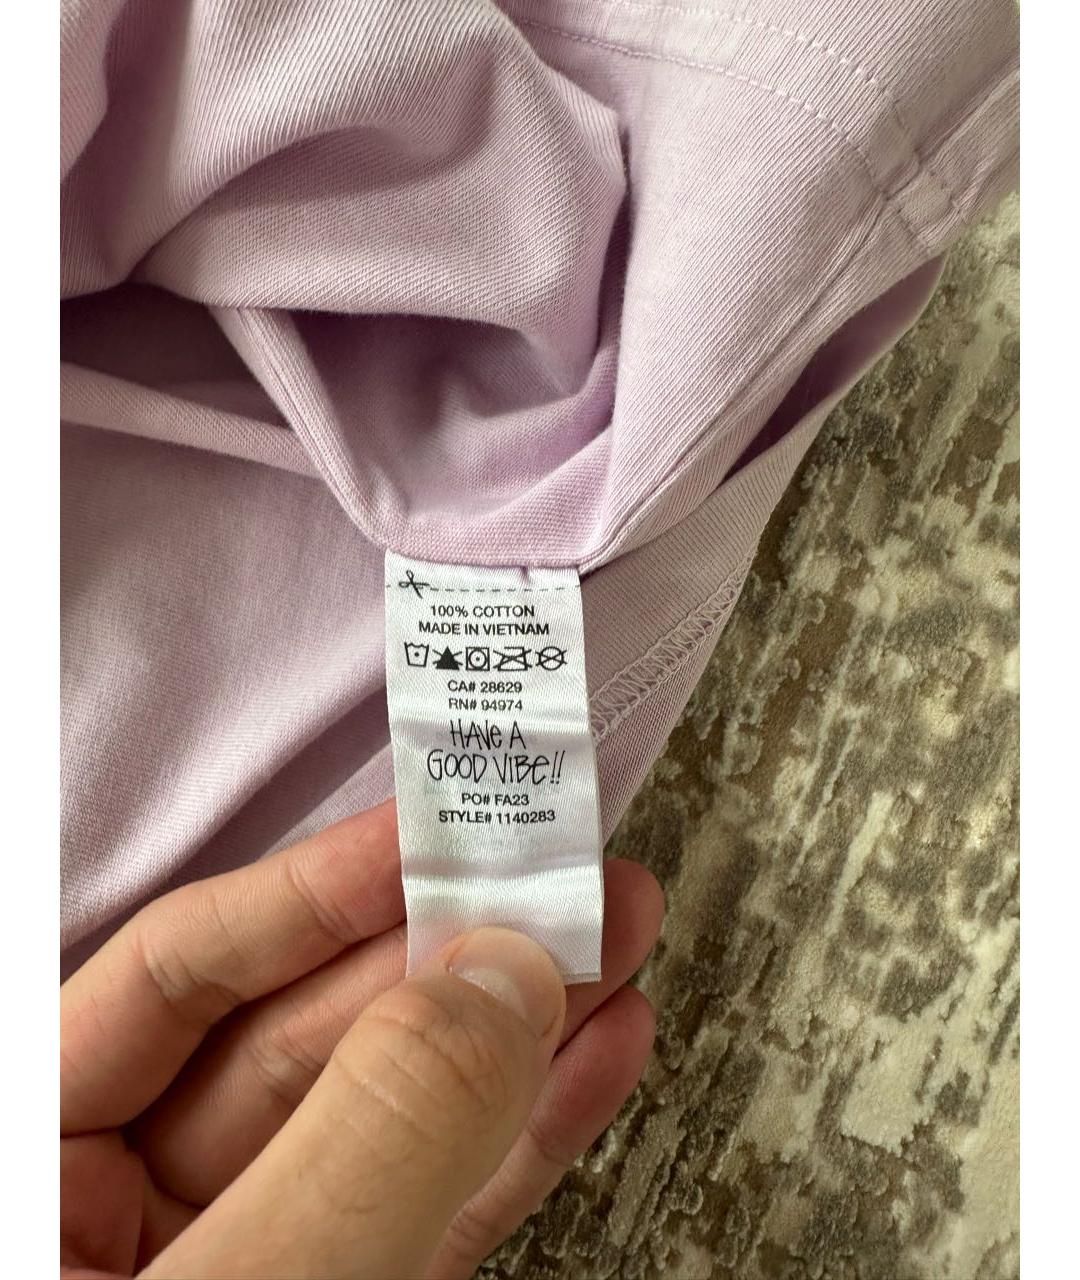 100% COTTON
MADE IN VIETNAM
CA# 28629
RN# 94974
HAVe A
GOOD VIBe!!
PO# FA23
STYLE# 1140283